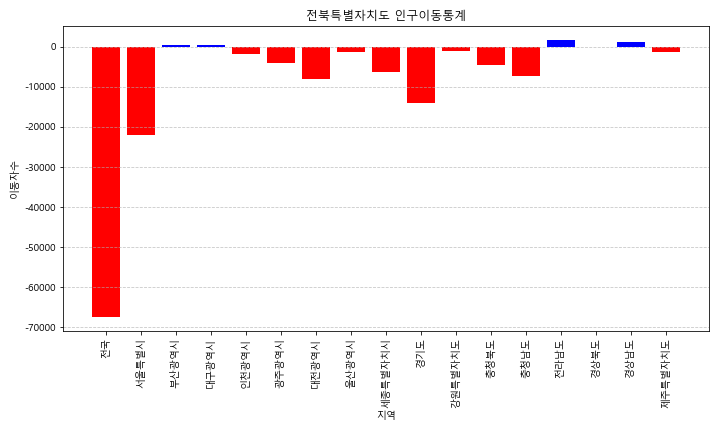 전북특별자치도 인구이동통계
이동자수
0
-10000
-20000
-30000
-40000
-50000
-60000
-70000
전국
서울특별시
부산광역시
대구광역시
인천광역시
광주광역시
대전광역시
울산광역시
세종특별자치시
경기도
강원특별자치도
충청북도
충청남도
전라남도
경상북도
경상남도
제주특별자치도
지역